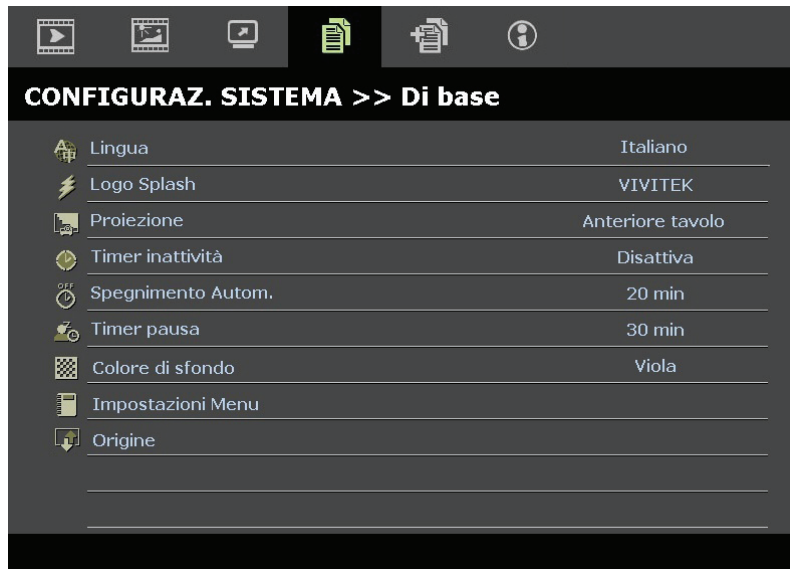 CONFIGURAZ. SISTEMA >> Di base
Lingua Italiano
Logo Splash VIVITEK
Proiezione Anteriore tavolo
Timer inattività Disattiva
OFF Spegnimento Autom. 20 min
Timer pausa 30 min
Colore di sfondo Viola
Impostazioni Menu
Origine